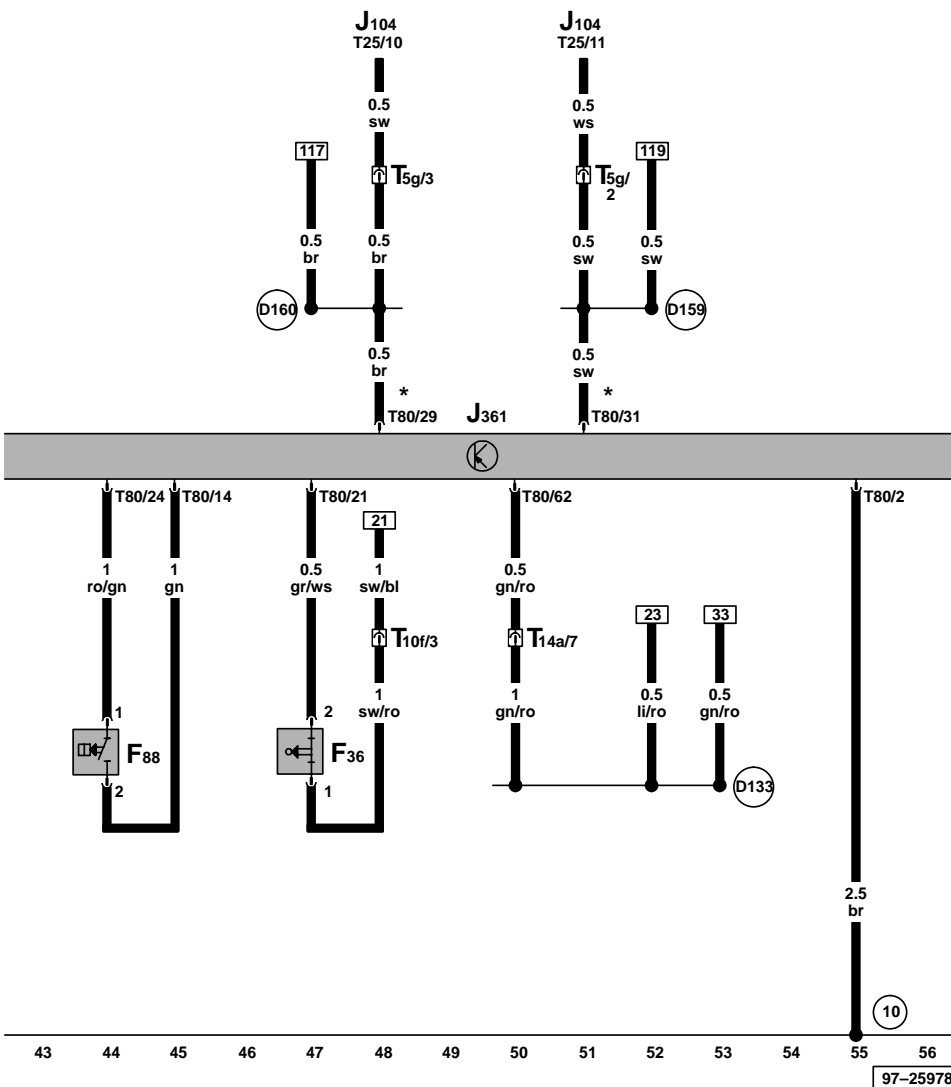 J104 J104
T25/10 T25/11
0.5 0.5
sw ws
117 119
T5g/3 T5g/
2
0.5 0.5 0.5 0.5
br br sw sw
D160 D159
0.5 0.5
br sw
* *
T80/29 J361 T80/31
T80/24 T80/14 T80/21 T80/62 T80/2
21
1 1 0.5 1 0.5
ro/gn gn gr/ws sw/bl gn/ro
23 33
T10f/3 T14a/7
1 1 0.5 0.5
sw/ro gn/ro li/ro gn/ro
1 2
F88 F36
2 1 D133
2.5
br
10
43 44 45 46 47 48 49 50 51 52 53 54 55 56
97–25978